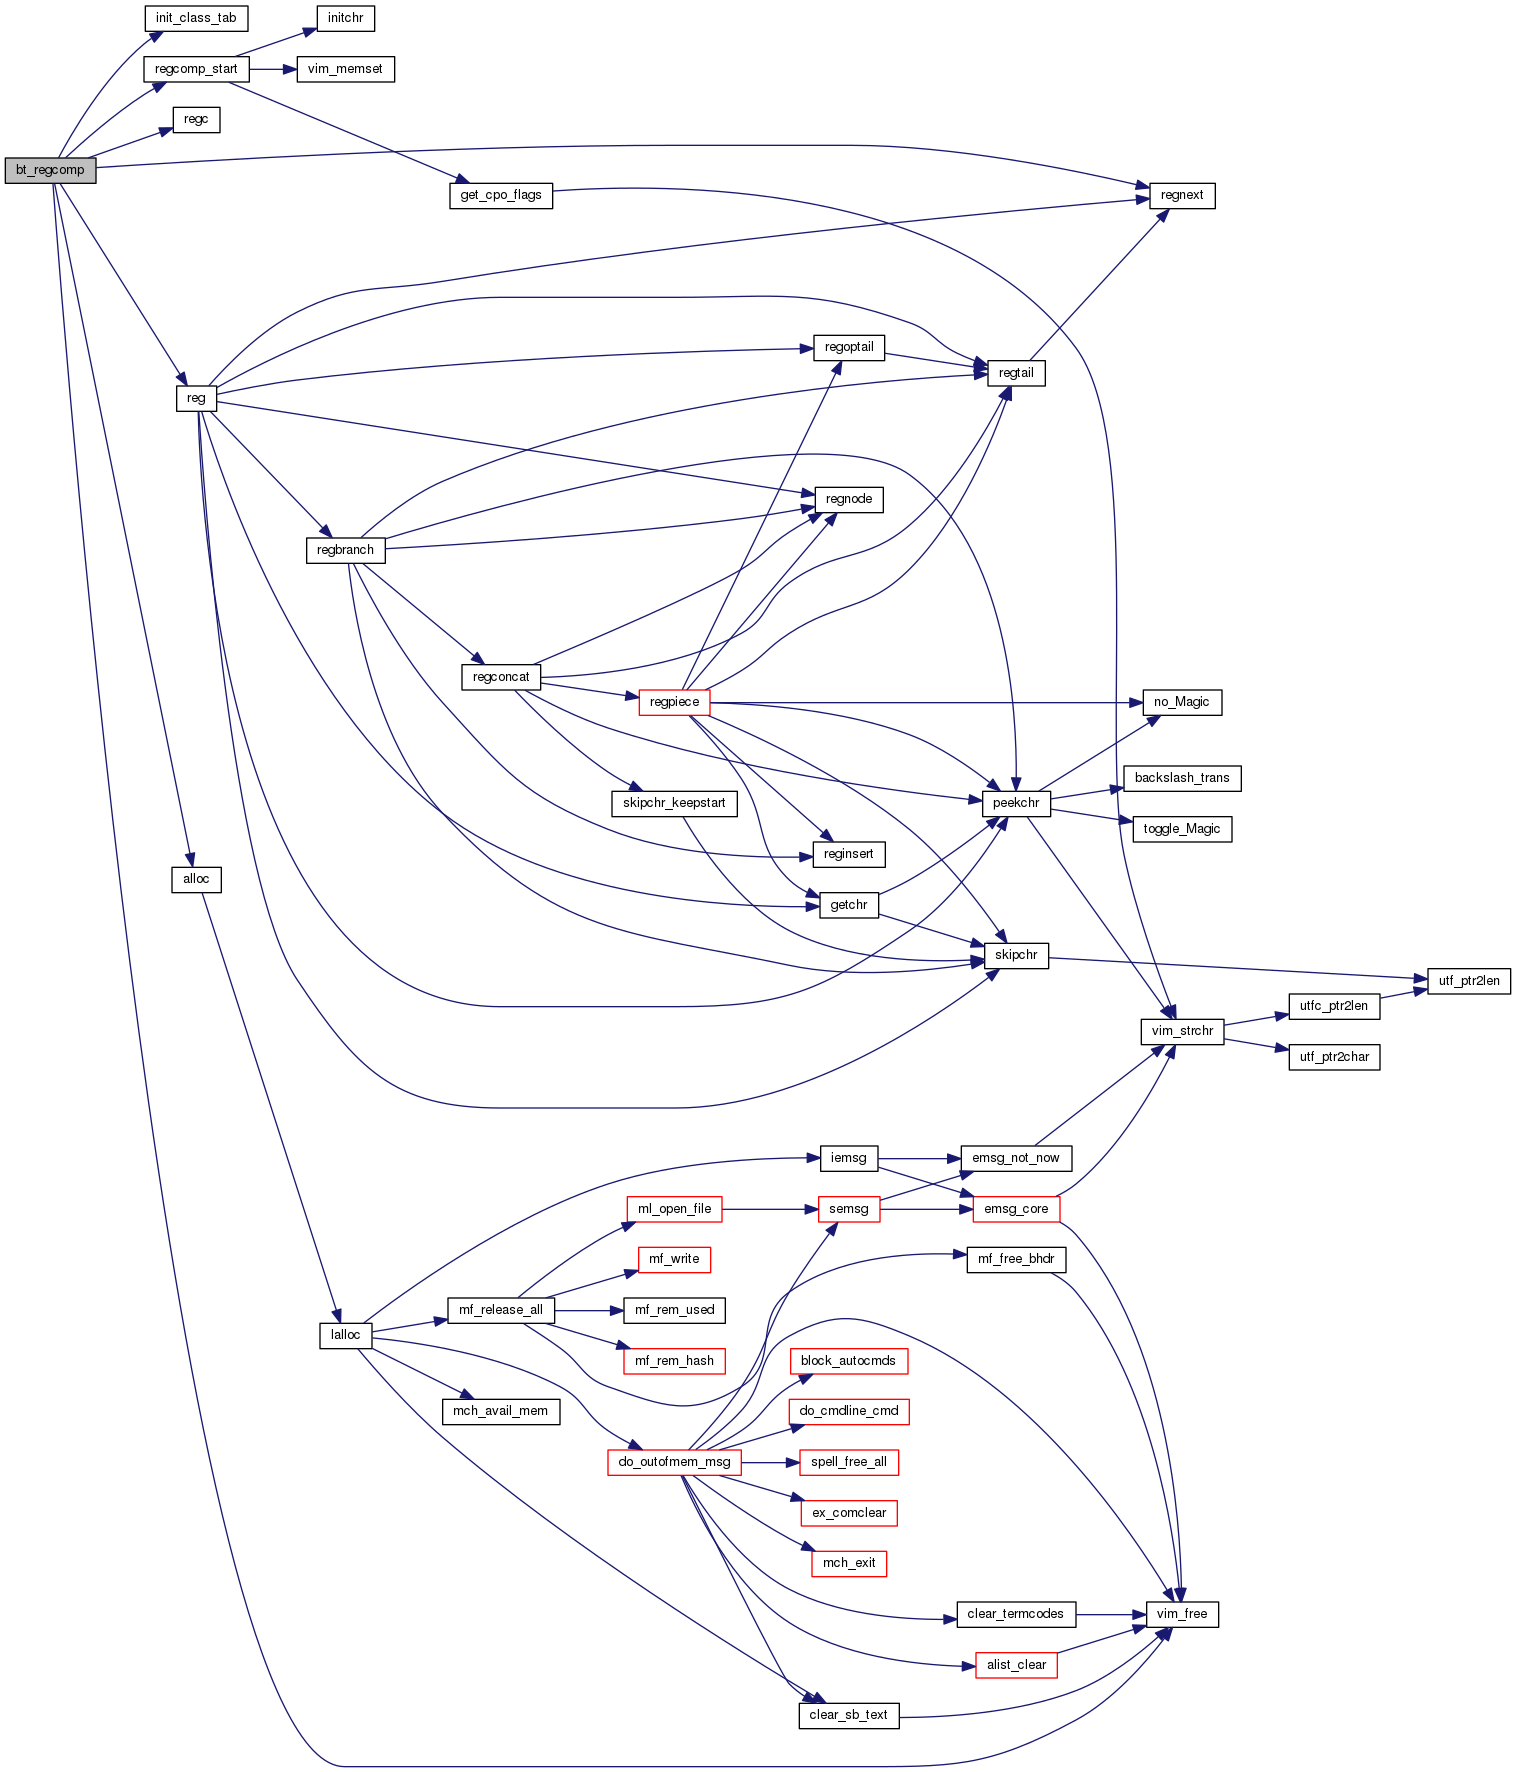 init_class_tab
initchr
regcomp_start
vim_memset
regc
bt_regcomp
get_cpo_flags
regnext
regoptail
regtail
reg
regnode
regbranch
regconcat
regpiece
no_Magic
backslash_trans
skipchr_keepstart
peekchr
toggle_Magic
reginsert
alloc
getchr
skipchr
utf_ptr2len
utfc_ptr2len
vim_strchr
utf_ptr2char
iemsg
emsg_not_now
ml_open_file
semsg
emsg_core
mf_write
mf_free_bhdr
mf_release_all
mf_rem_used
lalloc
mf_rem_hash
block_autocmds
mch_avail_mem
do_cmdline_cmd
do_outofmem_msg
spell_free_all
ex_comclear
mch_exit
clear_termcodes
vim_free
alist_clear
clear_sb_text